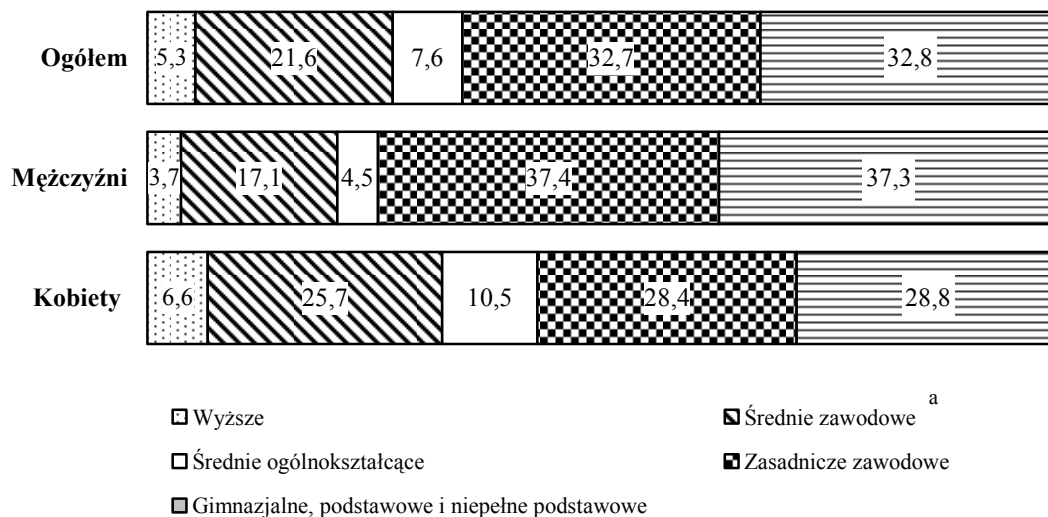 Ogółem 5,3 21,6 7,6 32,7 32,8
Mężczyźni 3,7 17,1 4,5 37,4 37,3
Kobiety 6,6 25,7 10,5 28,4 28,8
Wyższe Średnie zawodowe a
Średnie ogólnokształcące Zasadnicze zawodowe
Gimnazjalne, podstawowe i niepełne podstawowe